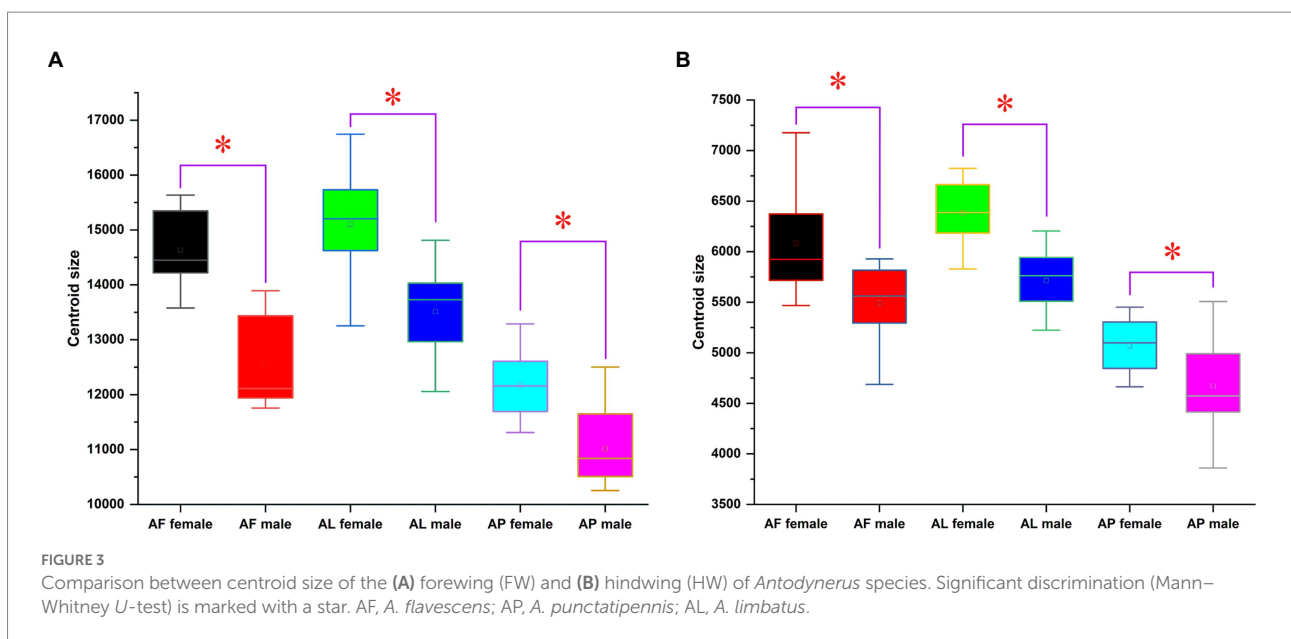 A
17000
16000
15000
14000
13000
12000
11000
10000
Centroid size
*
*
*
AF female AF male AL female AL male AP female AP male
B
7500
7000
6500
6000
5500
5000
4500
4000
3500
Centroid size
*
*
*
AF female AF male AL female AL male AP female AP male
FIGURE 3
Comparison between centroid size of the (A) forewing (FW) and (B) hindwing (HW) of Antodynerus species. Significant discrimination (Mann–
Whitney U-test) is marked with a star. AF, A. flavescens; AP, A. punctatipennis; AL, A. limbatus.